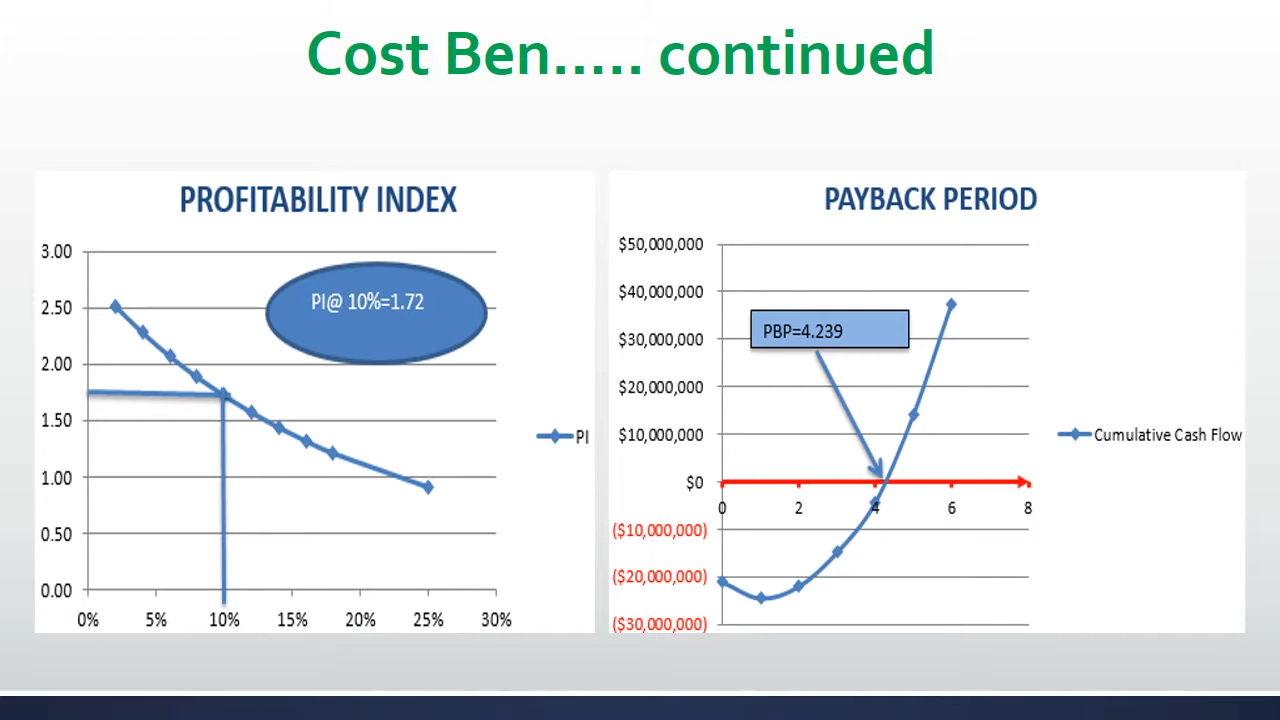 Cost Ben..... continued
PROFITABILITY INDEX
3.00
2.50
2.00
1.50
1.00
0.50
0.00
0% 5% 10% 15% 20% 25% 30%
PI@ 10%=1.72
PI
PAYBACK PERIOD
$50,000,000
$40,000,000
$30,000,000
$20,000,000
$10,000,000
$0
($10,000,000)
($20,000,000)
($30,000,000)
0 2 4 6 8
PBP=4.239
Cumulative Cash Flow